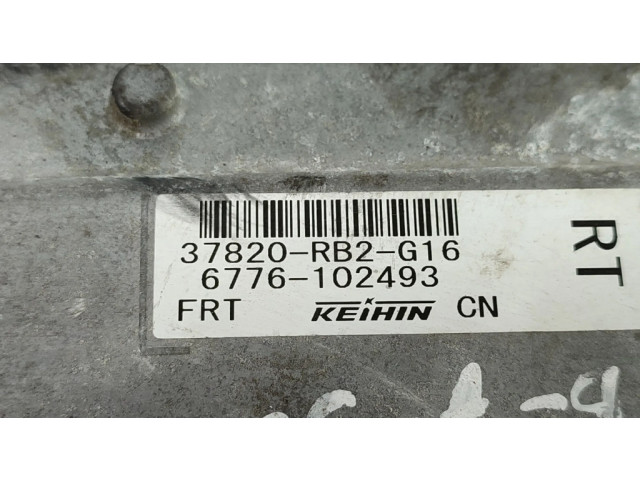 37820-RB2-G16
6776-102493
FRT KEIHIN CN
RT